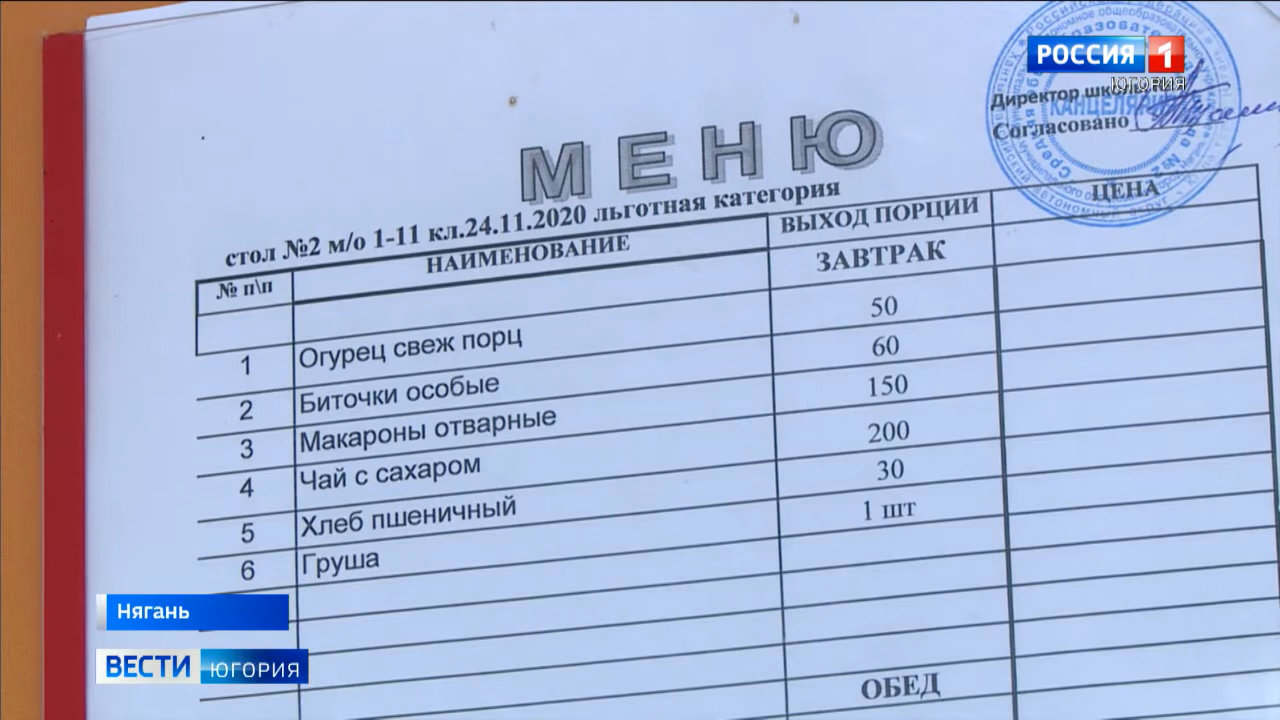 РОССИЯ 1
ЮГОРИЯ
Директор школы
КАНЦЕЛЯРИЯ
Согласовано
МЕНЮ
стол №2 м/о 1-11 кл.24.11.2020 льготная категория
№ п\п НАИМЕНОВАНИЕ ВЫХОД ПОРЦИИ ЦЕНА
ЗАВТРАК
1 Огурец свеж порц 50
2 Биточки особые 60
3 Макароны отварные 150
4 Чай с сахаром 200
5 Хлеб пшеничный 30
6 Груша 1 шт
ОБЕД
Нягань
ВЕСТИ ЮГОРИЯ